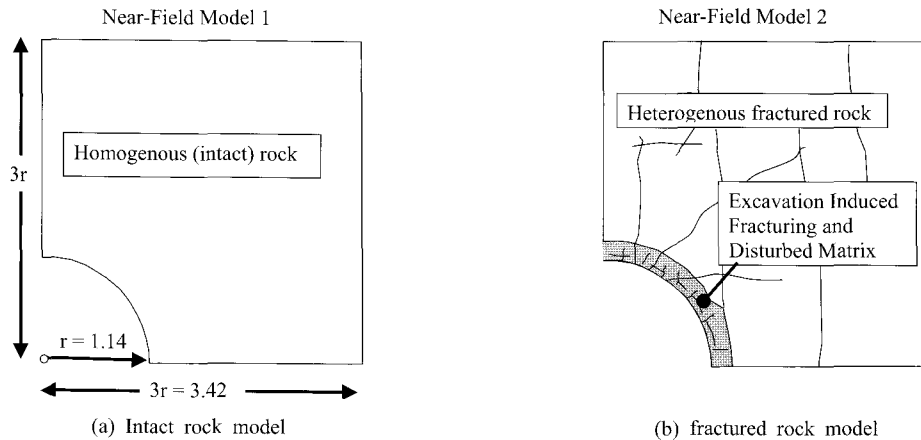 Near-Field Model 1
Homogenous (intact) rock
3r
r = 1.14
3r = 3.42
(a) Intact rock model
Near-Field Model 2
Heterogenous fractured rock
Excavation Induced
Fracturing and
Disturbed Matrix
(b) fractured rock model